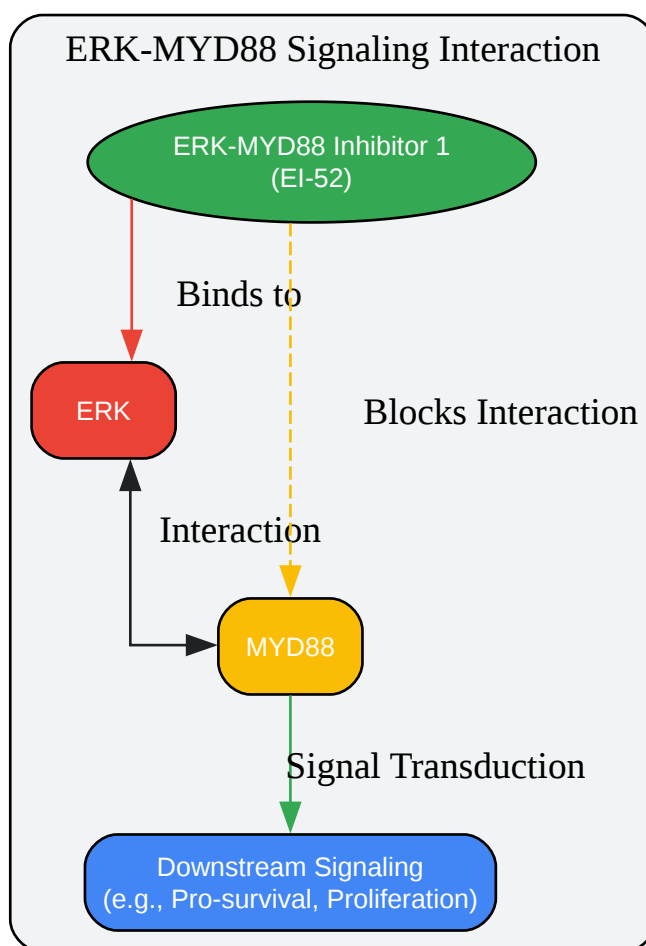 ERK-MYD88 Signaling Interaction
ERK-MYD88 Inhibitor 1
(EI-52)
Binds to
ERK
Blocks Interaction
Interaction
MYD88
Signal Transduction
Downstream Signaling
(e.g., Pro-survival, Proliferation)